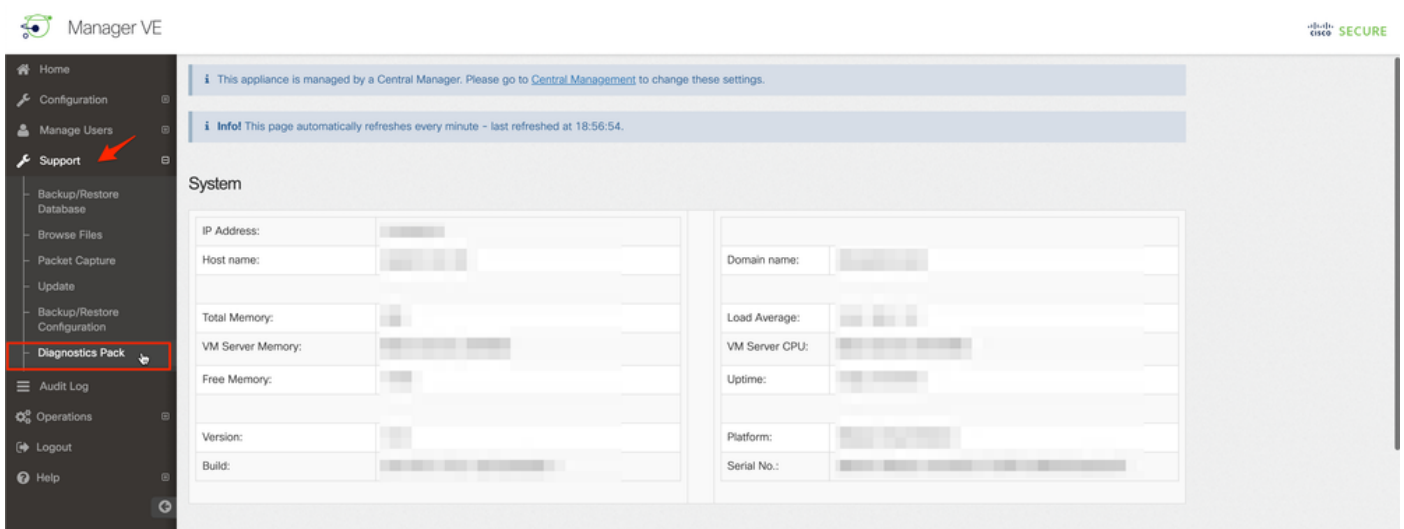 Manager VE
cisco SECURE
Home
Configuration
Manage Users
Support
Backup/Restore
Database
Browse Files
Packet Capture
Update
Backup/Restore
Configuration
Diagnostics Pack
Audit Log
Operations
Logout
Help
This appliance is managed by a Central Manager. Please go to Central Management to change these settings.
Info! This page automatically refreshes every minute - last refreshed at 18:56:54.
System
IP Address:
Host name:
Domain name:
Total Memory:
Load Average:
VM Server Memory:
VM Server CPU:
Free Memory:
Uptime:
Version:
Platform:
Build:
Serial No.: